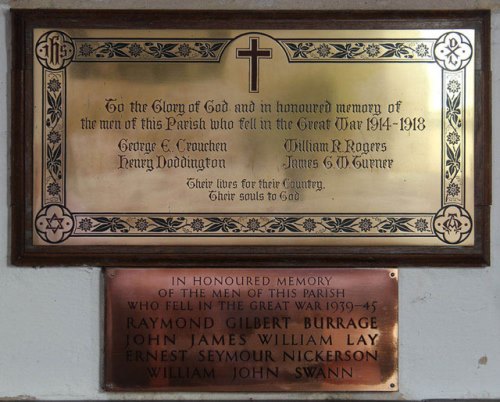 IHS
To the Glory of God and in honoured memory of
the men of this Parish who fell in the Great War 1914-1918
George E. Crouchen William R. Rogers
Henry Doddington James G. W. Turner
Their lives for their Country.
Their souls to God.
IN HONOURED MEMORY
OF THE MEN OF THIS PARISH
WHO FELL IN THE GREAT WAR 1939-45
RAYMOND GILBERT BURRAGE
JOHN JAMES WILLIAM LAY
ERNEST SEYMOUR NICKERSON
WILLIAM JOHN SWANN